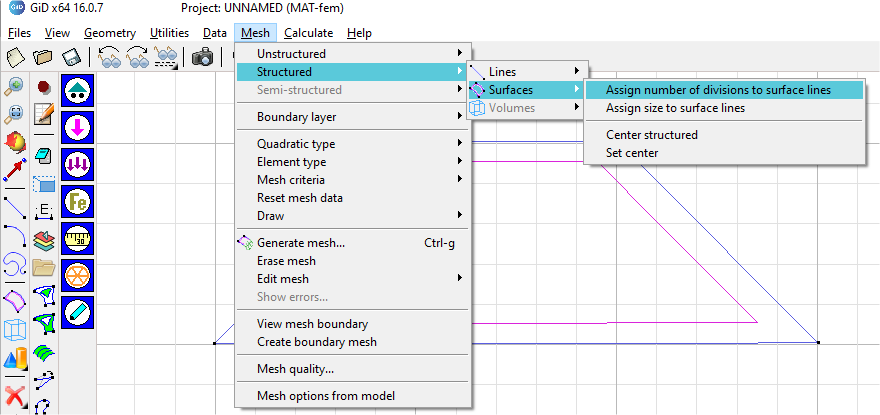 GiD x64 16.0.7 Project: UNNAMED (MAT-fem)
Files View Geometry Utilities Data Mesh Calculate Help
Unstructured
Structured
Semi-structured
Boundary layer
Quadratic type
Element type
Mesh criteria
Reset mesh data
Draw
Generate mesh... Ctrl-g
Erase mesh
Edit mesh
Show errors...
View mesh boundary
Create boundary mesh
Mesh quality...
Mesh options from model
Lines
Surfaces
Volumes
Assign number of divisions to surface lines
Assign size to surface lines
Center structured
Set center
GiD
Fe
30
E